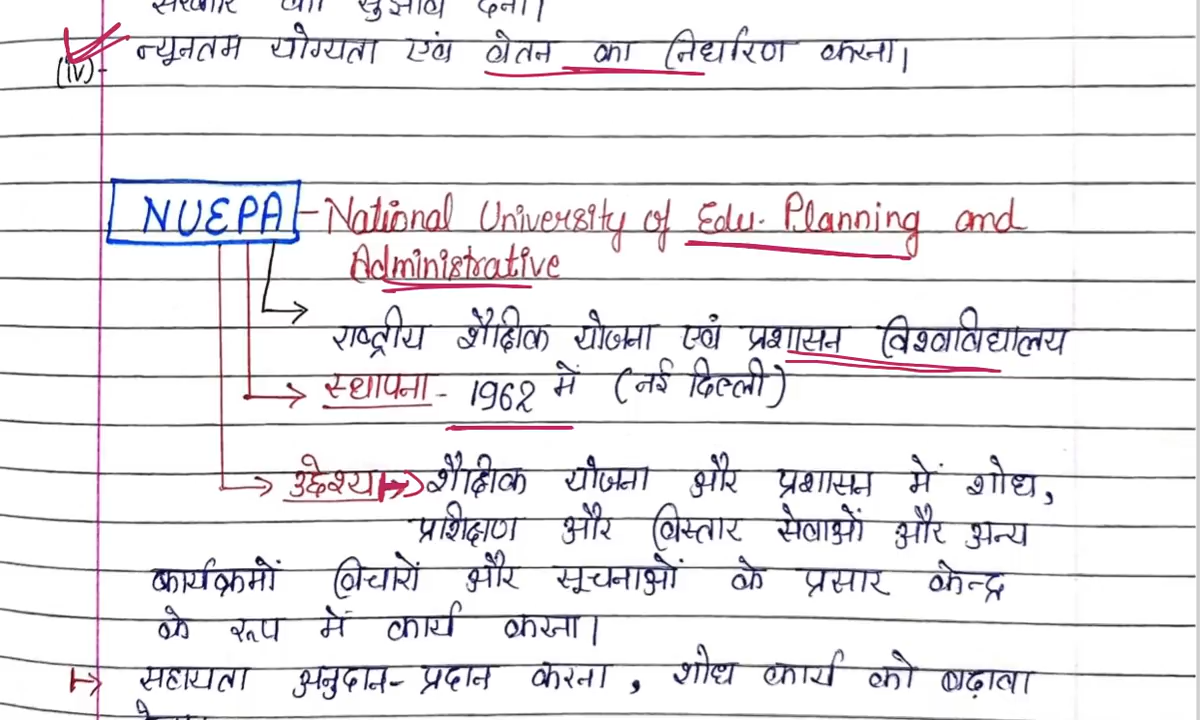 सरकार को सुझाव देना।
(iv)- न्यूनतम योग्यता एवं वेतन का निर्धारण करना।
NUEPA - National University of Edu. Planning and
Administrative
राष्ट्रीय शैक्षिक योजना एवं प्रशासन विश्वविद्यालय
स्थापना - 1962 में (नई दिल्ली)
उद्देश्य → शैक्षिक योजना और प्रशासन में शोध,
प्रशिक्षण और विस्तार सेवाओं और अन्य
कार्यक्रमों विचारों और सूचनाओं के प्रसार केन्द्र
के रूप में कार्य करना।
→ सहायता अनुदान - प्रदान करना, शोध कार्य को बढ़ावा